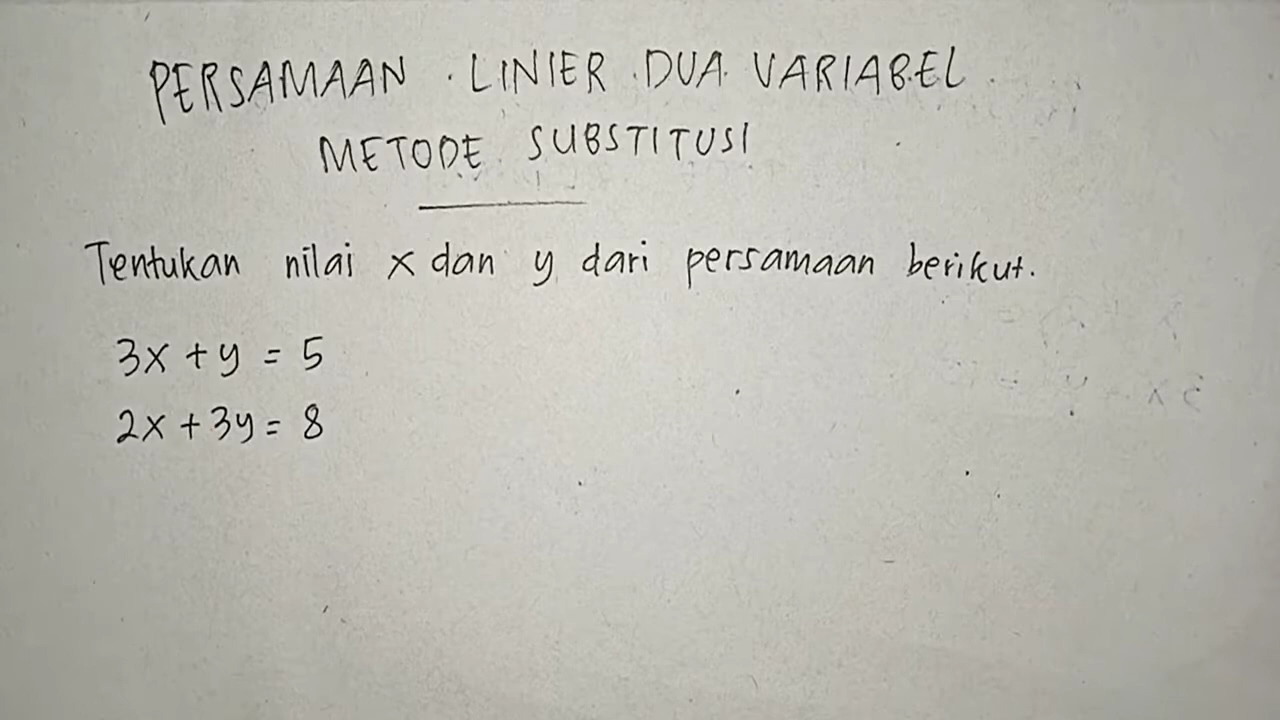 PERSAMAAN LINIER DUA VARIABEL
METODE SUBSTITUSI
Tentukan nilai x dan y dari persamaan berikut.
3x + y = 5
2x + 3y = 8